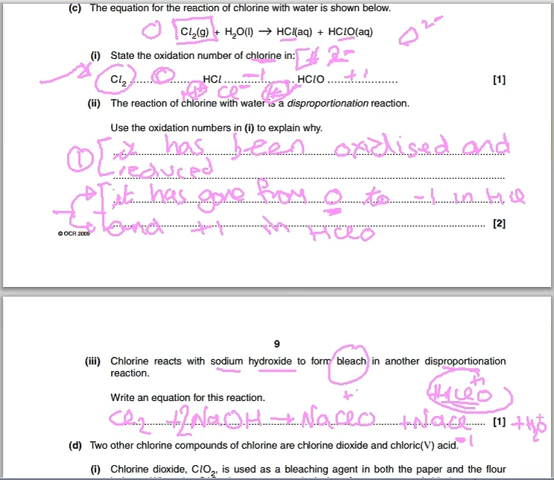 (c) The equation for the reaction of chlorine with water is shown below.
0 Cl₂(g) + H₂O(l) → HCl(aq) + HClO(aq) O²⁻
(i) State the oxidation number of chlorine in:
Cl₂ ..... 0 ..... HCl ..... -1 ..... HClO ..... +1 ..... [1]
(ii) The reaction of chlorine with water is a disproportionation reaction.
Use the oxidation numbers in (i) to explain why.
① it has been oxidised and
reduced
it has gone from 0 to -1 in HCl
and +1 in HClO [2]
© OCR 2009
9
(iii) Chlorine reacts with sodium hydroxide to form bleach in another disproportionation
reaction.
Write an equation for this reaction.
HClO
Cl₂ + 2NaOH → NaClO + NaCl [1] + H₂O
-1
(d) Two other chlorine compounds of chlorine are chlorine dioxide and chloric(V) acid.
(i) Chlorine dioxide, ClO₂, is used as a bleaching agent in both the paper and the flour